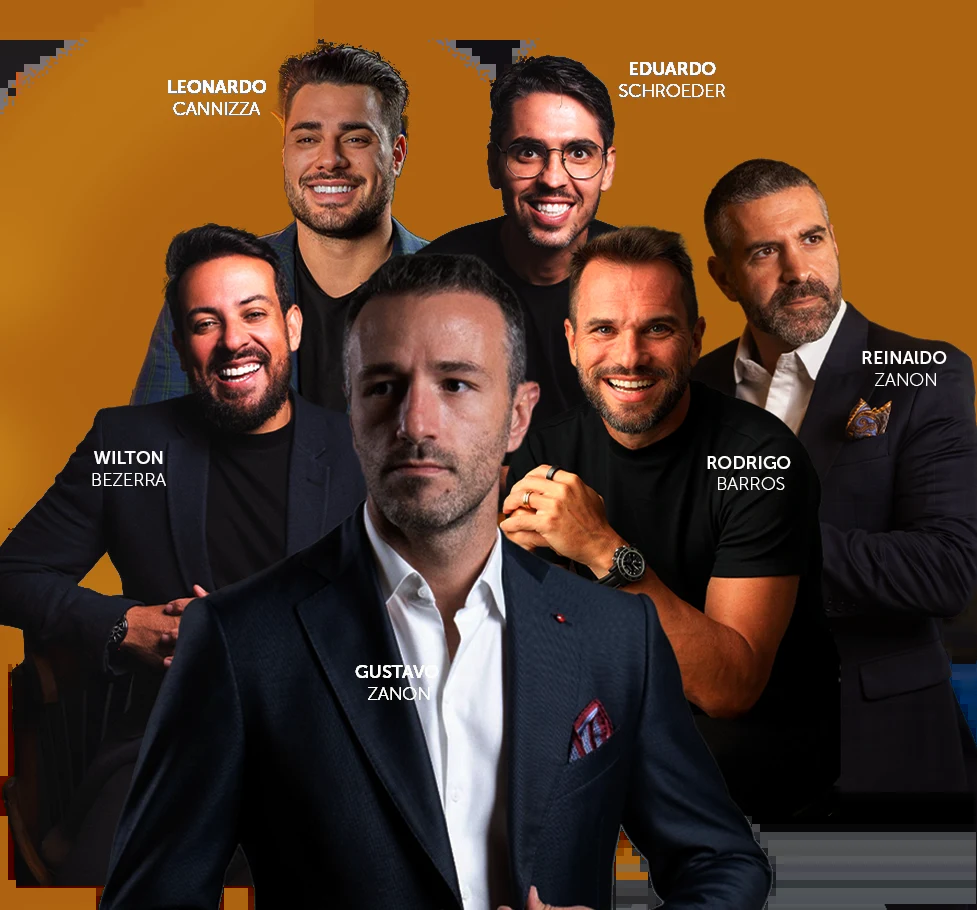 LEONARDO
CANNIZZA
EDUARDO
SCHROEDER
REINALDO
ZANON
WILTON
BEZERRA
RODRIGO
BARROS
GUSTAVO
ZANON